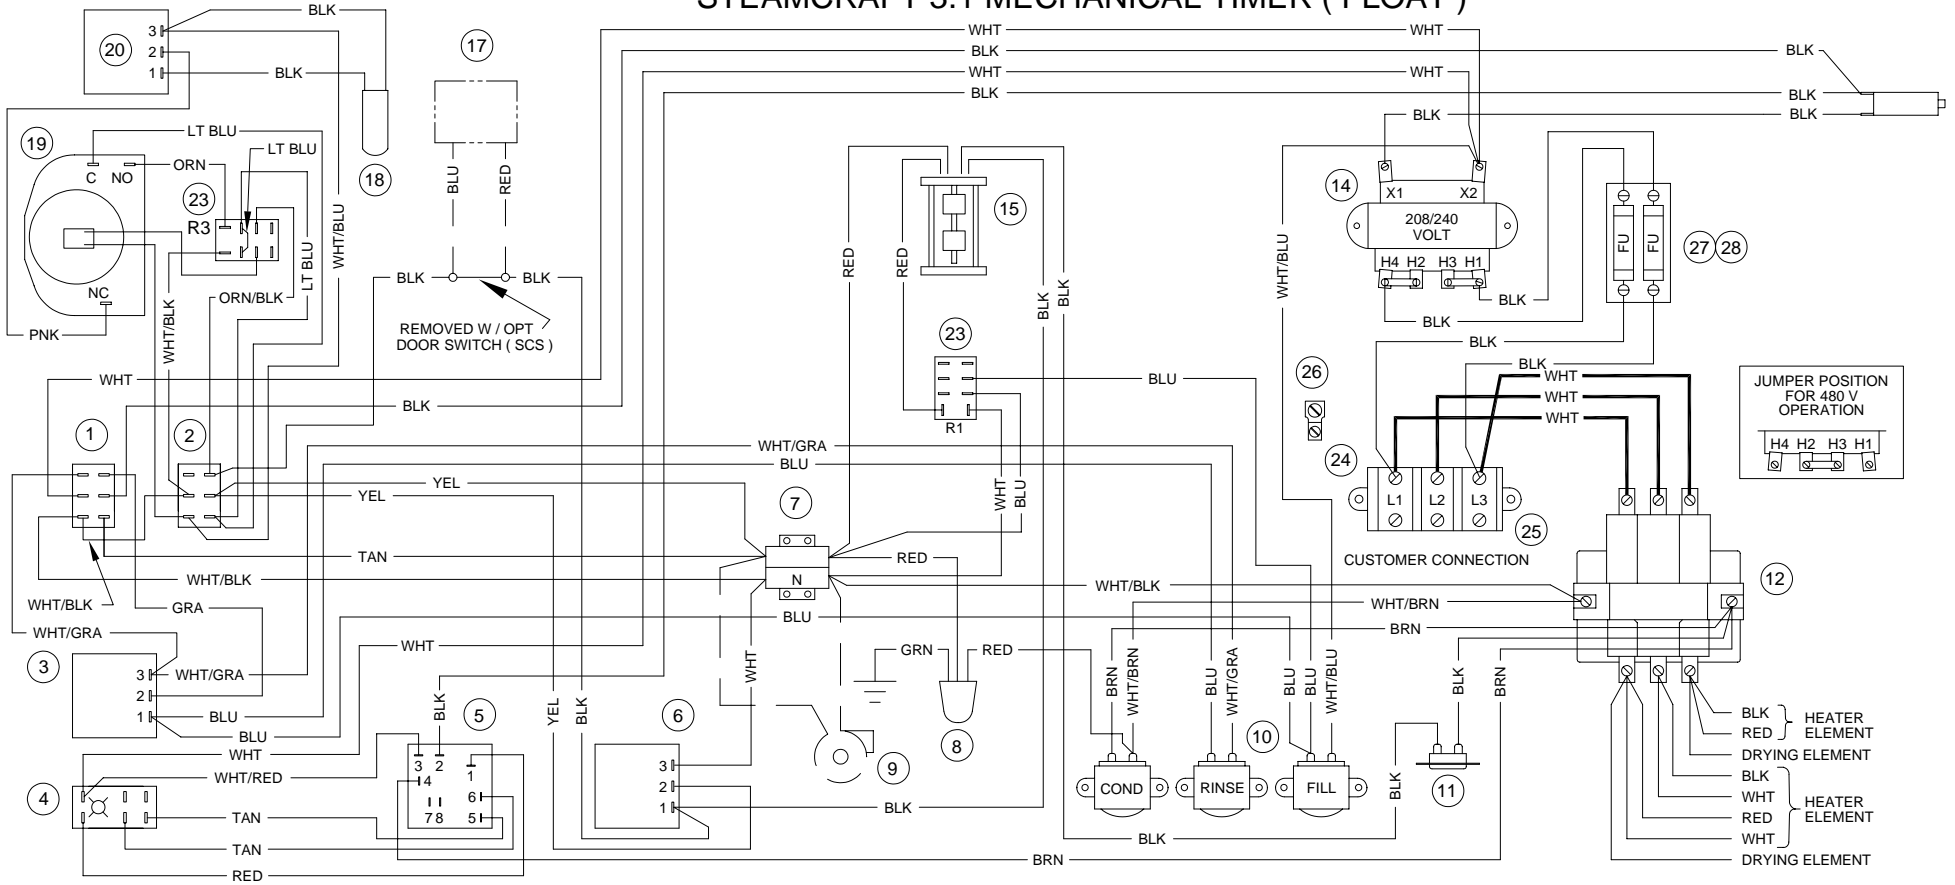 STEAMCRAFT 3.1 MECHANICAL TIMER ( FLOAT )
BLK
3
2
1
20
BLK
17
WHT
WHT
BLK
BLK
WHT
WHT
BLK
BLK
BLK
BLK
19
LT BLU
LT BLU
ORN
C
NO
23
R3
18
BLU
RED
WHT/BLU
NC
PNK
WHT/BLK
ORN/BLK
LT BLU
BLK
BLK
REMOVED W / OPT
DOOR SWITCH ( SCS )
RED
RED
15
BLK
BLK
WHT/BLU
14
X1
X2
208/240
VOLT
H4
H2
H3
H1
FU
FU
27
28
BLK
BLK
BLK
BLK
23
R1
BLU
WHT
BLK
26
WHT
WHT
WHT
JUMPER POSITION
FOR 480 V
OPERATION
H4
H2
H3
H1
1
2
WHT/GRA
BLU
YEL
YEL
24
L1
L2
L3
25
CUSTOMER CONNECTION
7
WHT
BLU
TAN
RED
N
WHT/BLK
WHT/BLK
GRA
WHT/BLK
WHT/BRN
BRN
12
BLU
WHT/GRA
WHT
GRN
RED
3
3
2
1
WHT/GRA
BLU
BLU
BLK
YEL
BLK
WHT
BRN
WHT/BRN
BLU
WHT/GRA
BLU
BLU
WHT/BLU
BLK
BRN
WHT
WHT/RED
5
3
2
1
4
6
5
7
8
6
3
2
1
9
8
10
COND
RINSE
FILL
BLK
11
4
TAN
TAN
RED
BLK
BLK
BRN
BLK
RED
HEATER
ELEMENT
DRYING ELEMENT
BLK
WHT
RED
WHT
HEATER
ELEMENT
DRYING ELEMENT